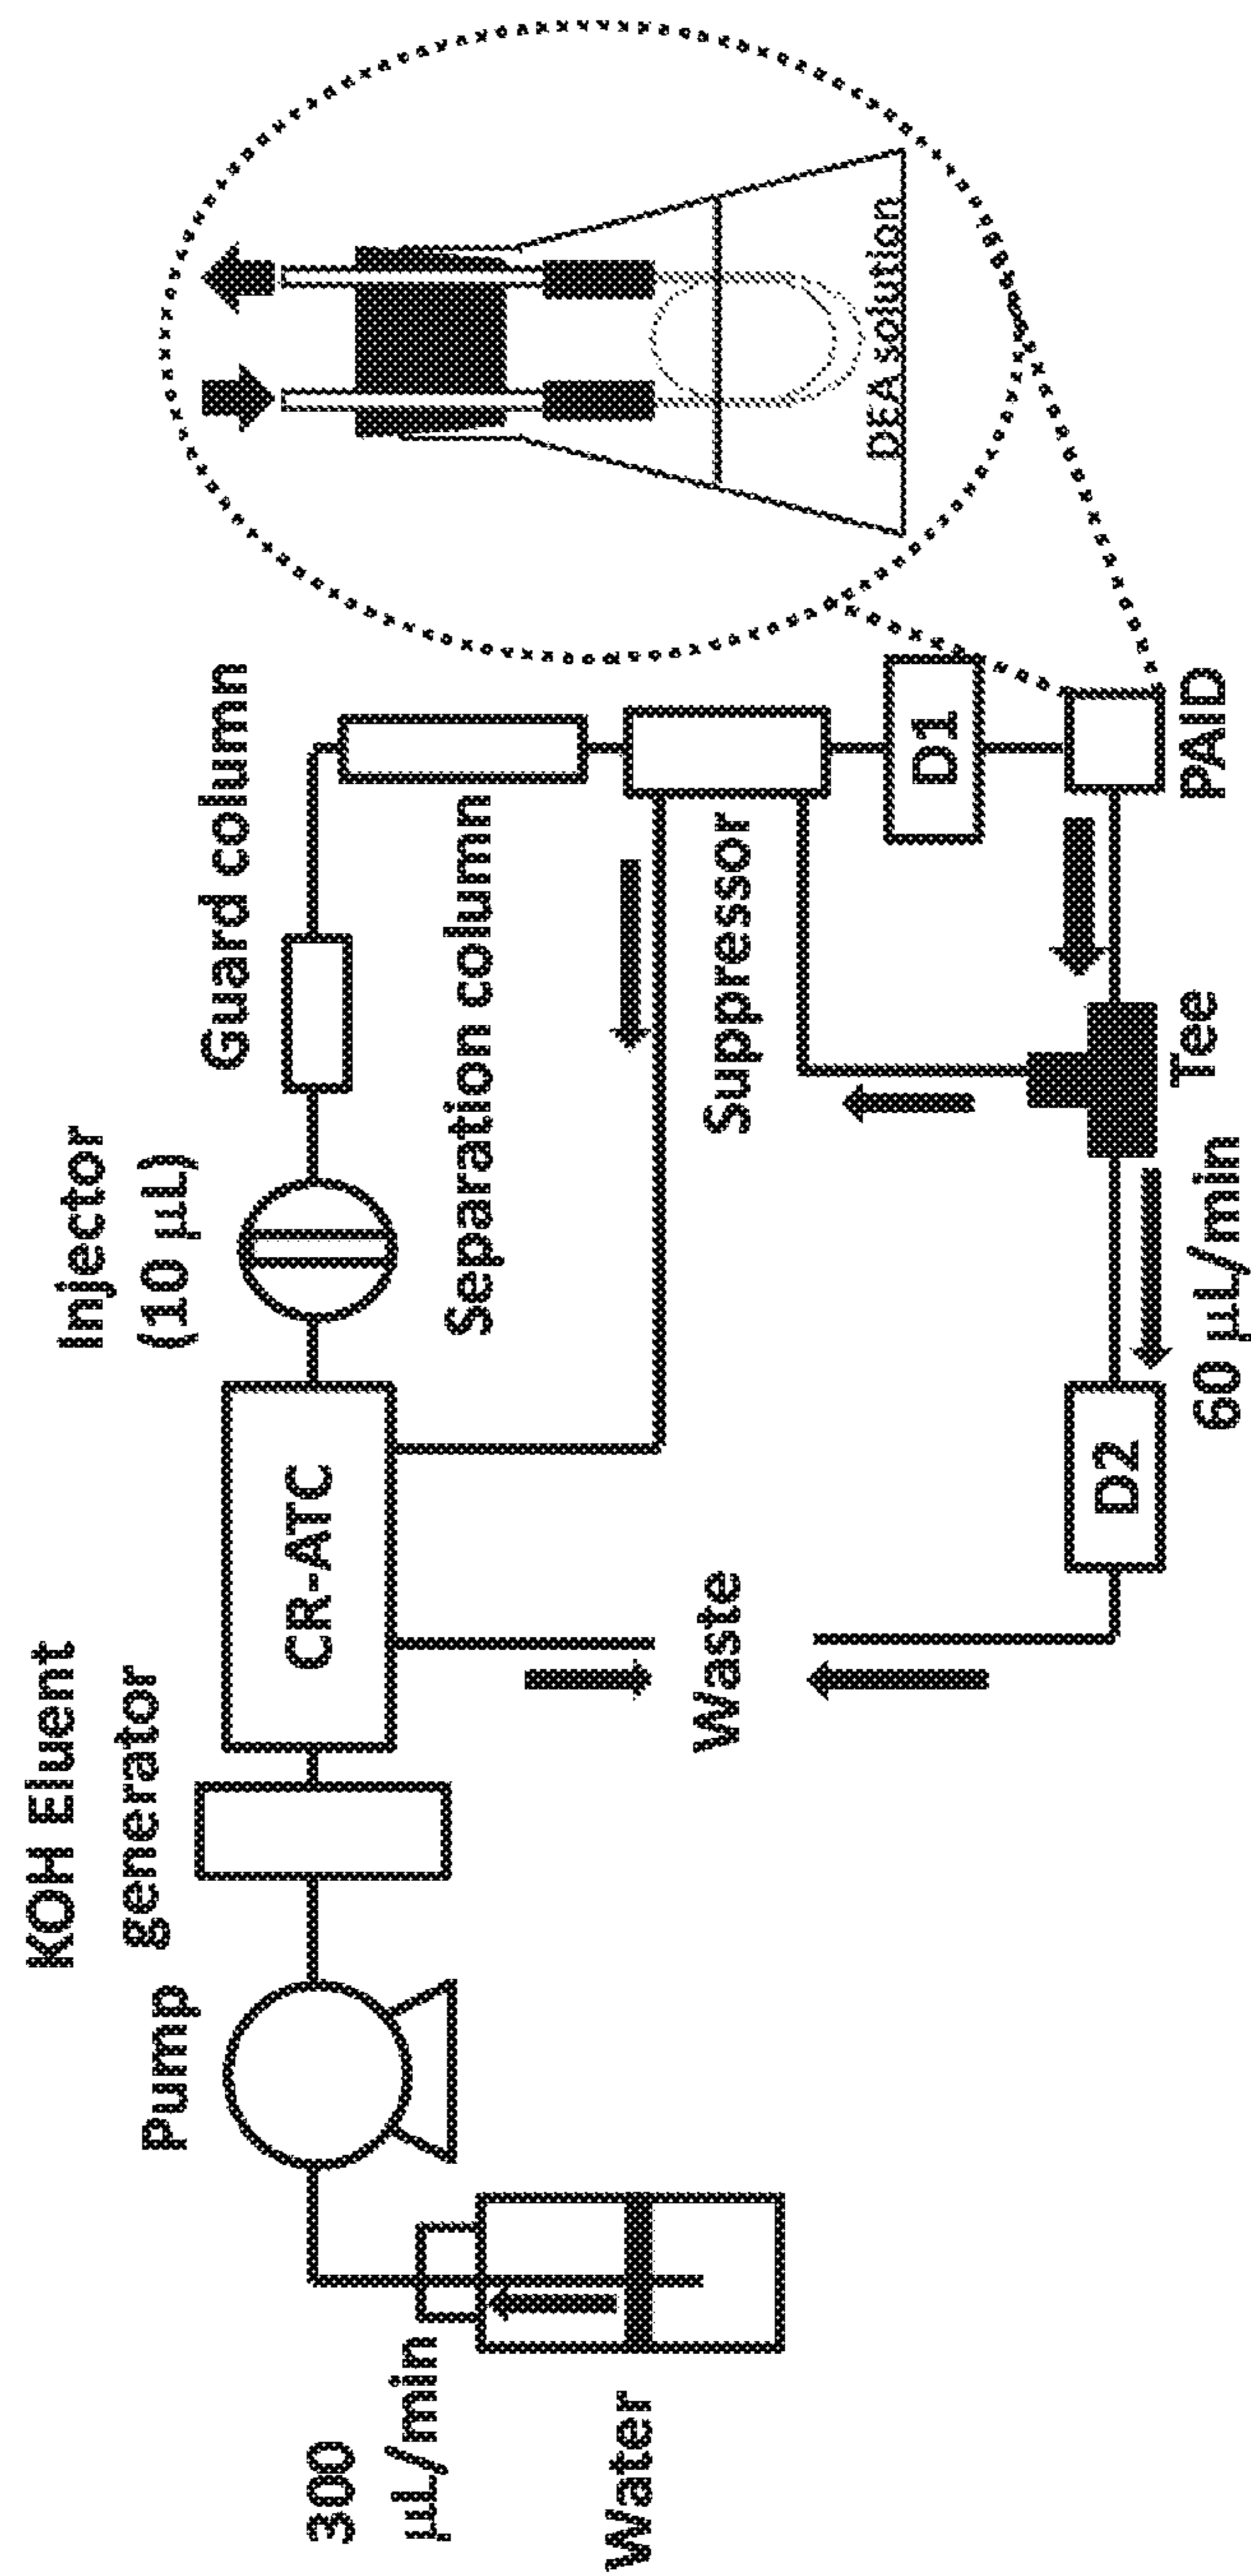 300
µL/min
Water
Pump
KOH Eluent
generator
CR-ATC
Injector
(10 µL)
Guard column
Separation column
Suppressor
D1
PAID
Tee
60 µL/min
D2
Waste
DEA solution